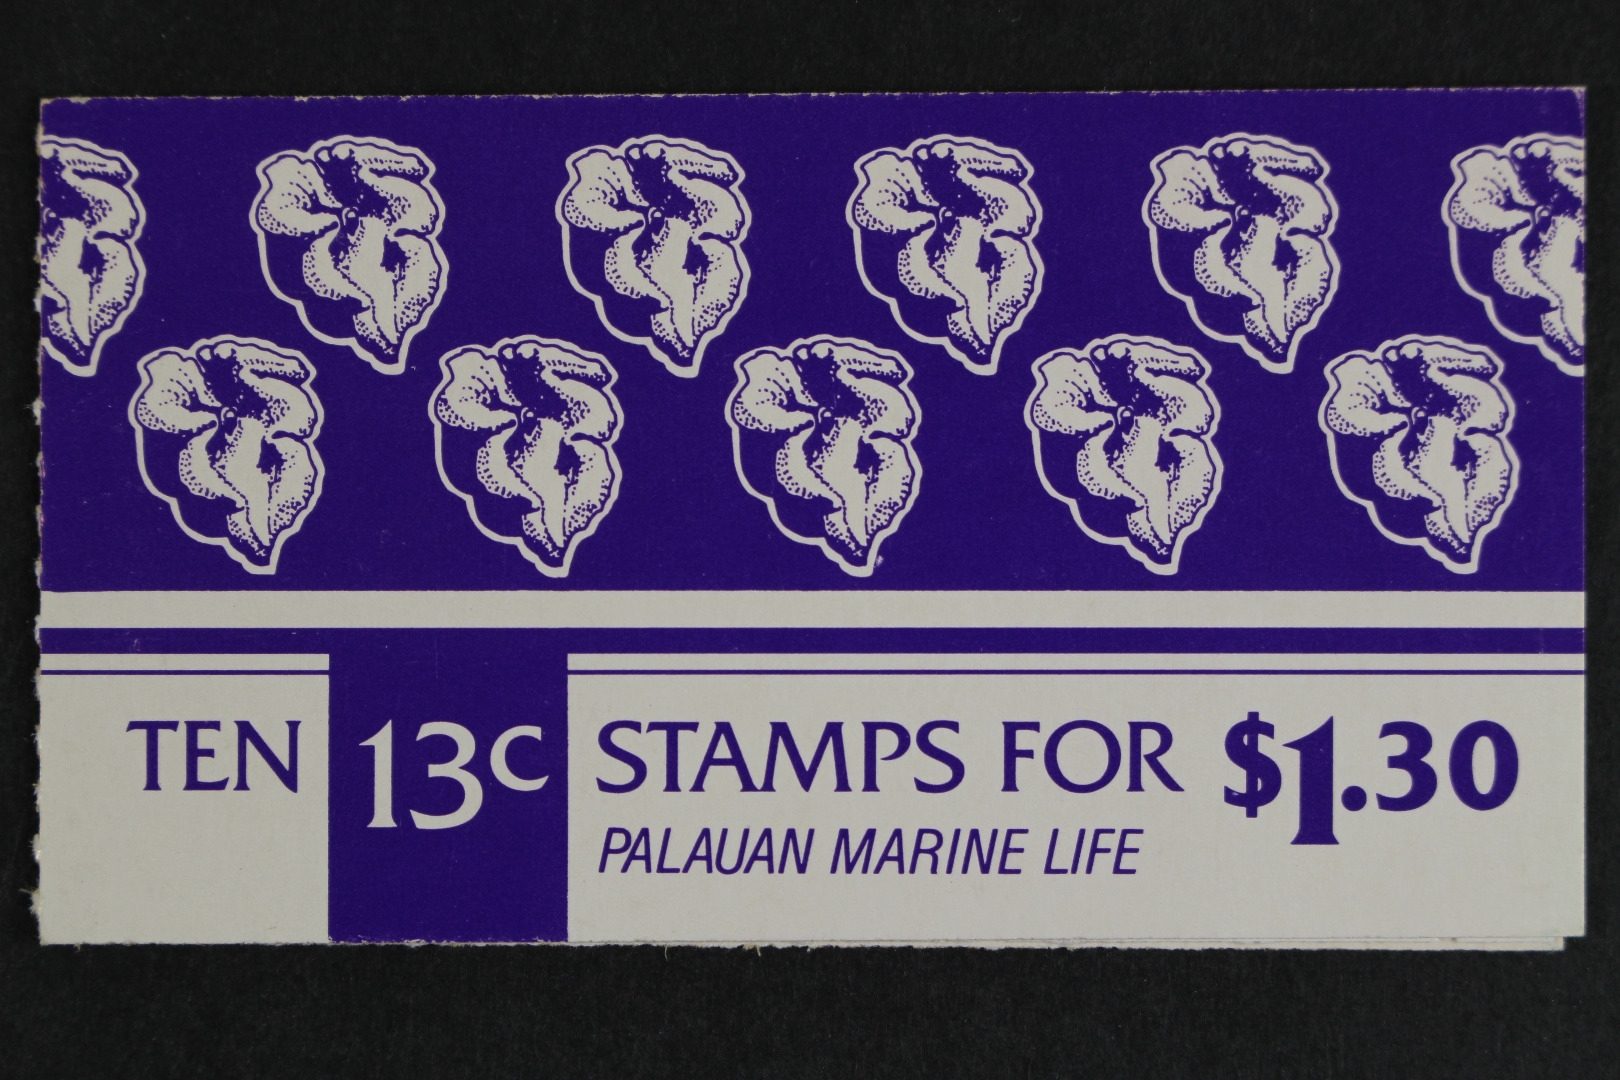 TEN 13c STAMPS FOR $1.30
PALAUAN MARINE LIFE